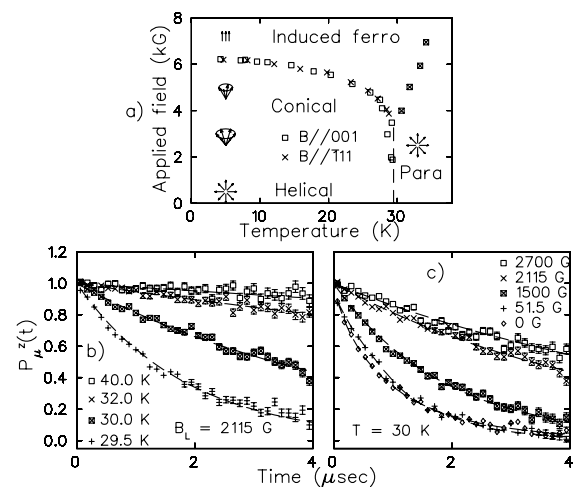 Induced ferro
Conical
□ B//001
× B//1̄11
Helical
Para
a)
Applied field (kG)
0 2 4 6 8
0 10 20 30 40
Temperature (K)
1.2
1.0
0.8
0.6
0.4
0.2
0.0
P_μ^z(t)
b)
40.0 K
32.0 K
30.0 K
29.5 K
B_L = 2115 G
0 2 4
c)
2700 G
2115 G
1500 G
51.5 G
0 G
T = 30 K
0 2 4
Time (μsec)